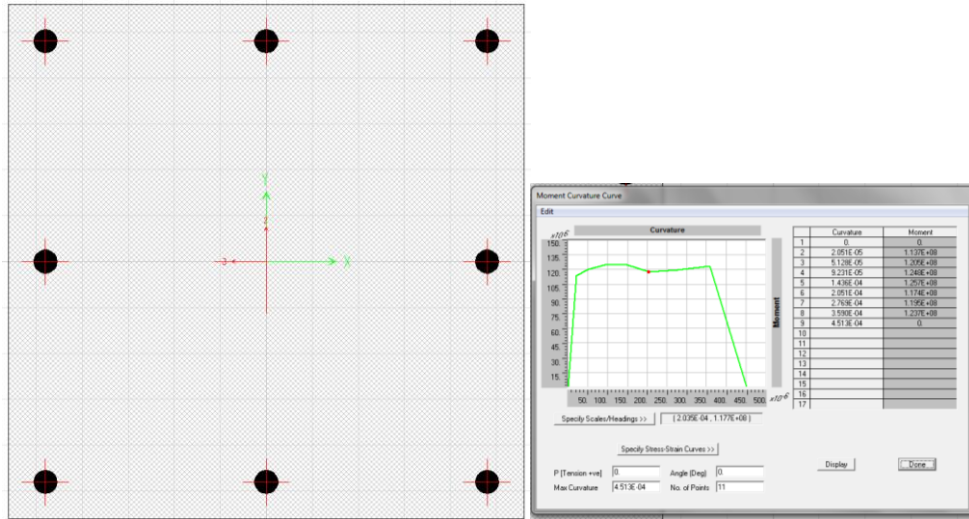 Y
2
3
X
Moment Curvature Curve
Edit
x10^6
Curvature
150.
135.
120.
105.
90.
75.
60.
45.
30.
15.
Moment
50. 100. 150. 200. 250. 300. 350. 400. 450. 500. x10^-6
Curvature Moment
1 0. 0.
2 2.051E-05 1.137E+08
3 5.128E-05 1.205E+08
4 9.231E-05 1.248E+08
5 1.436E-04 1.257E+08
6 2.051E-04 1.174E+08
7 2.769E-04 1.195E+08
8 3.590E-04 1.237E+08
9 4.513E-04 0.
10
11
12
13
14
15
16
17
Specify Scales/Headings >> ( 2.035E-04 , 1.177E+08 )
Specify Stress-Strain Curves >>
P [Tension +ve] 0. Angle (Deg) 0.
Max Curvature 4.513E-04 No. of Points 11
Display Done